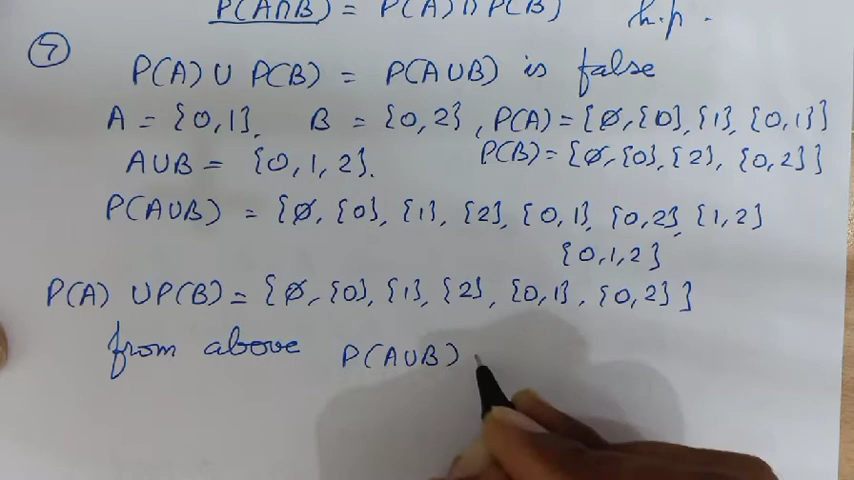 P(A∩B) = P(A) ∩ P(B) h.p.
⑦
P(A) ∪ P(B) = P(A∪B) is false
A = {0,1}, B = {0,2}, P(A) = {∅, {0}, {1}, {0,1}}
A∪B = {0,1,2}. P(B) = {∅, {0}, {2}, {0,2}}
P(A∪B) = {∅, {0}, {1}, {2}, {0,1}, {0,2}, {1,2}
{0,1,2}
P(A) ∪P(B) = {∅, {0}, {1}, {2}, {0,1}, {0,2}}
from above P(A∪B)